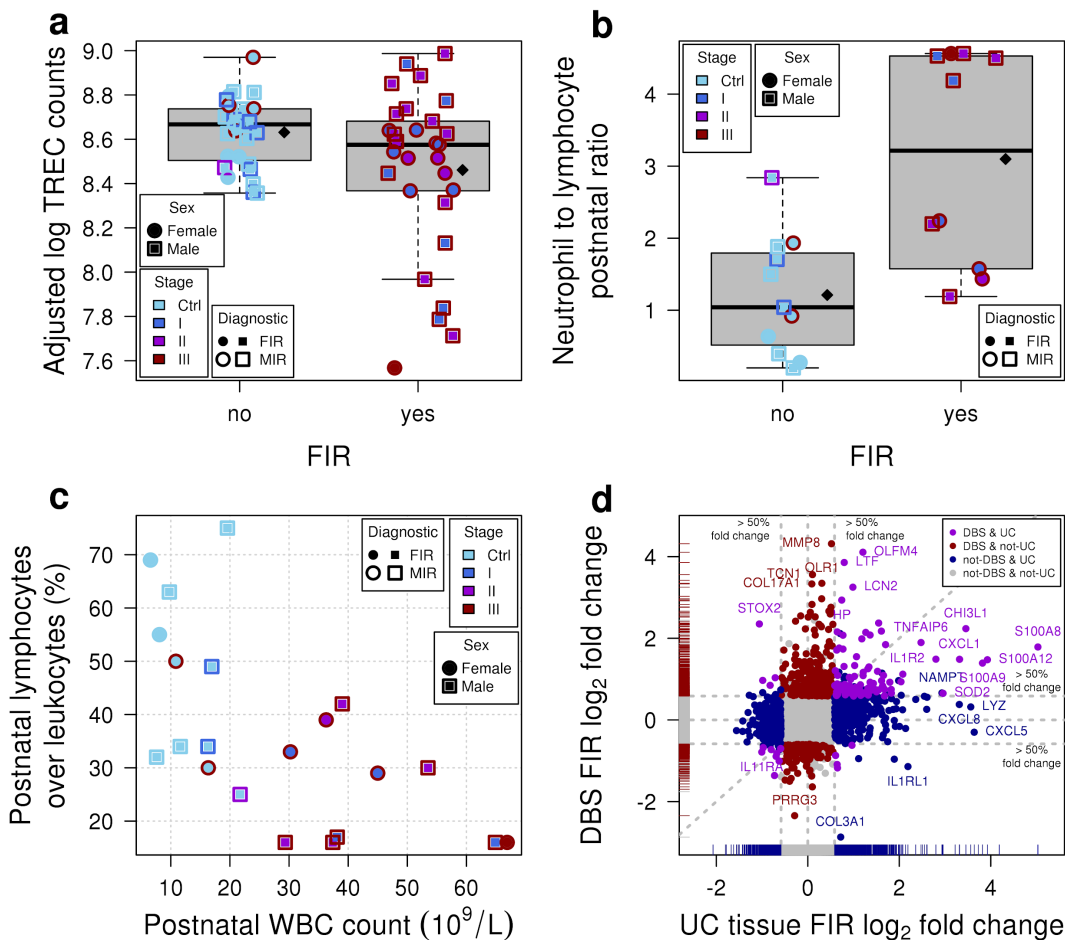 a
Adjusted log TREC counts
9.0
8.8
8.6
8.4
8.2
8.0
7.8
7.6
Sex
Female
Male
Stage
Ctrl
I
II
III
Diagnostic
FIR
MIR
no
yes
FIR
b
Neutrophil to lymphocyte
postnatal ratio
4
3
2
1
Stage
Ctrl
I
II
III
Sex
Female
Male
Diagnostic
FIR
MIR
no
yes
FIR
c
Postnatal lymphocytes
over leukocytes (%)
70
60
50
40
30
20
Diagnostic
FIR
MIR
Stage
Ctrl
I
II
III
Sex
Female
Male
10
20
30
40
50
60
Postnatal WBC count (10⁹/L)
d
DBS FIR log₂ fold change
4
2
0
-2
> 50%
fold change
> 50%
fold change
DBS & UC
DBS & not-UC
not-DBS & UC
not-DBS & not-UC
MMP8
OLFM4
LTF
TCN1
OLR1
COL17A1
LCN2
STOX2
HP
CHI3L1
TNFAIP6
CXCL1
S100A8
IL1R2
S100A12
NAMPT
S100A9
> 50%
fold change
SOD2
LYZ
CXCL8
CXCL5
> 50%
fold change
IL11RA
IL1RL1
PRRG3
COL3A1
-2
0
2
4
UC tissue FIR log₂ fold change